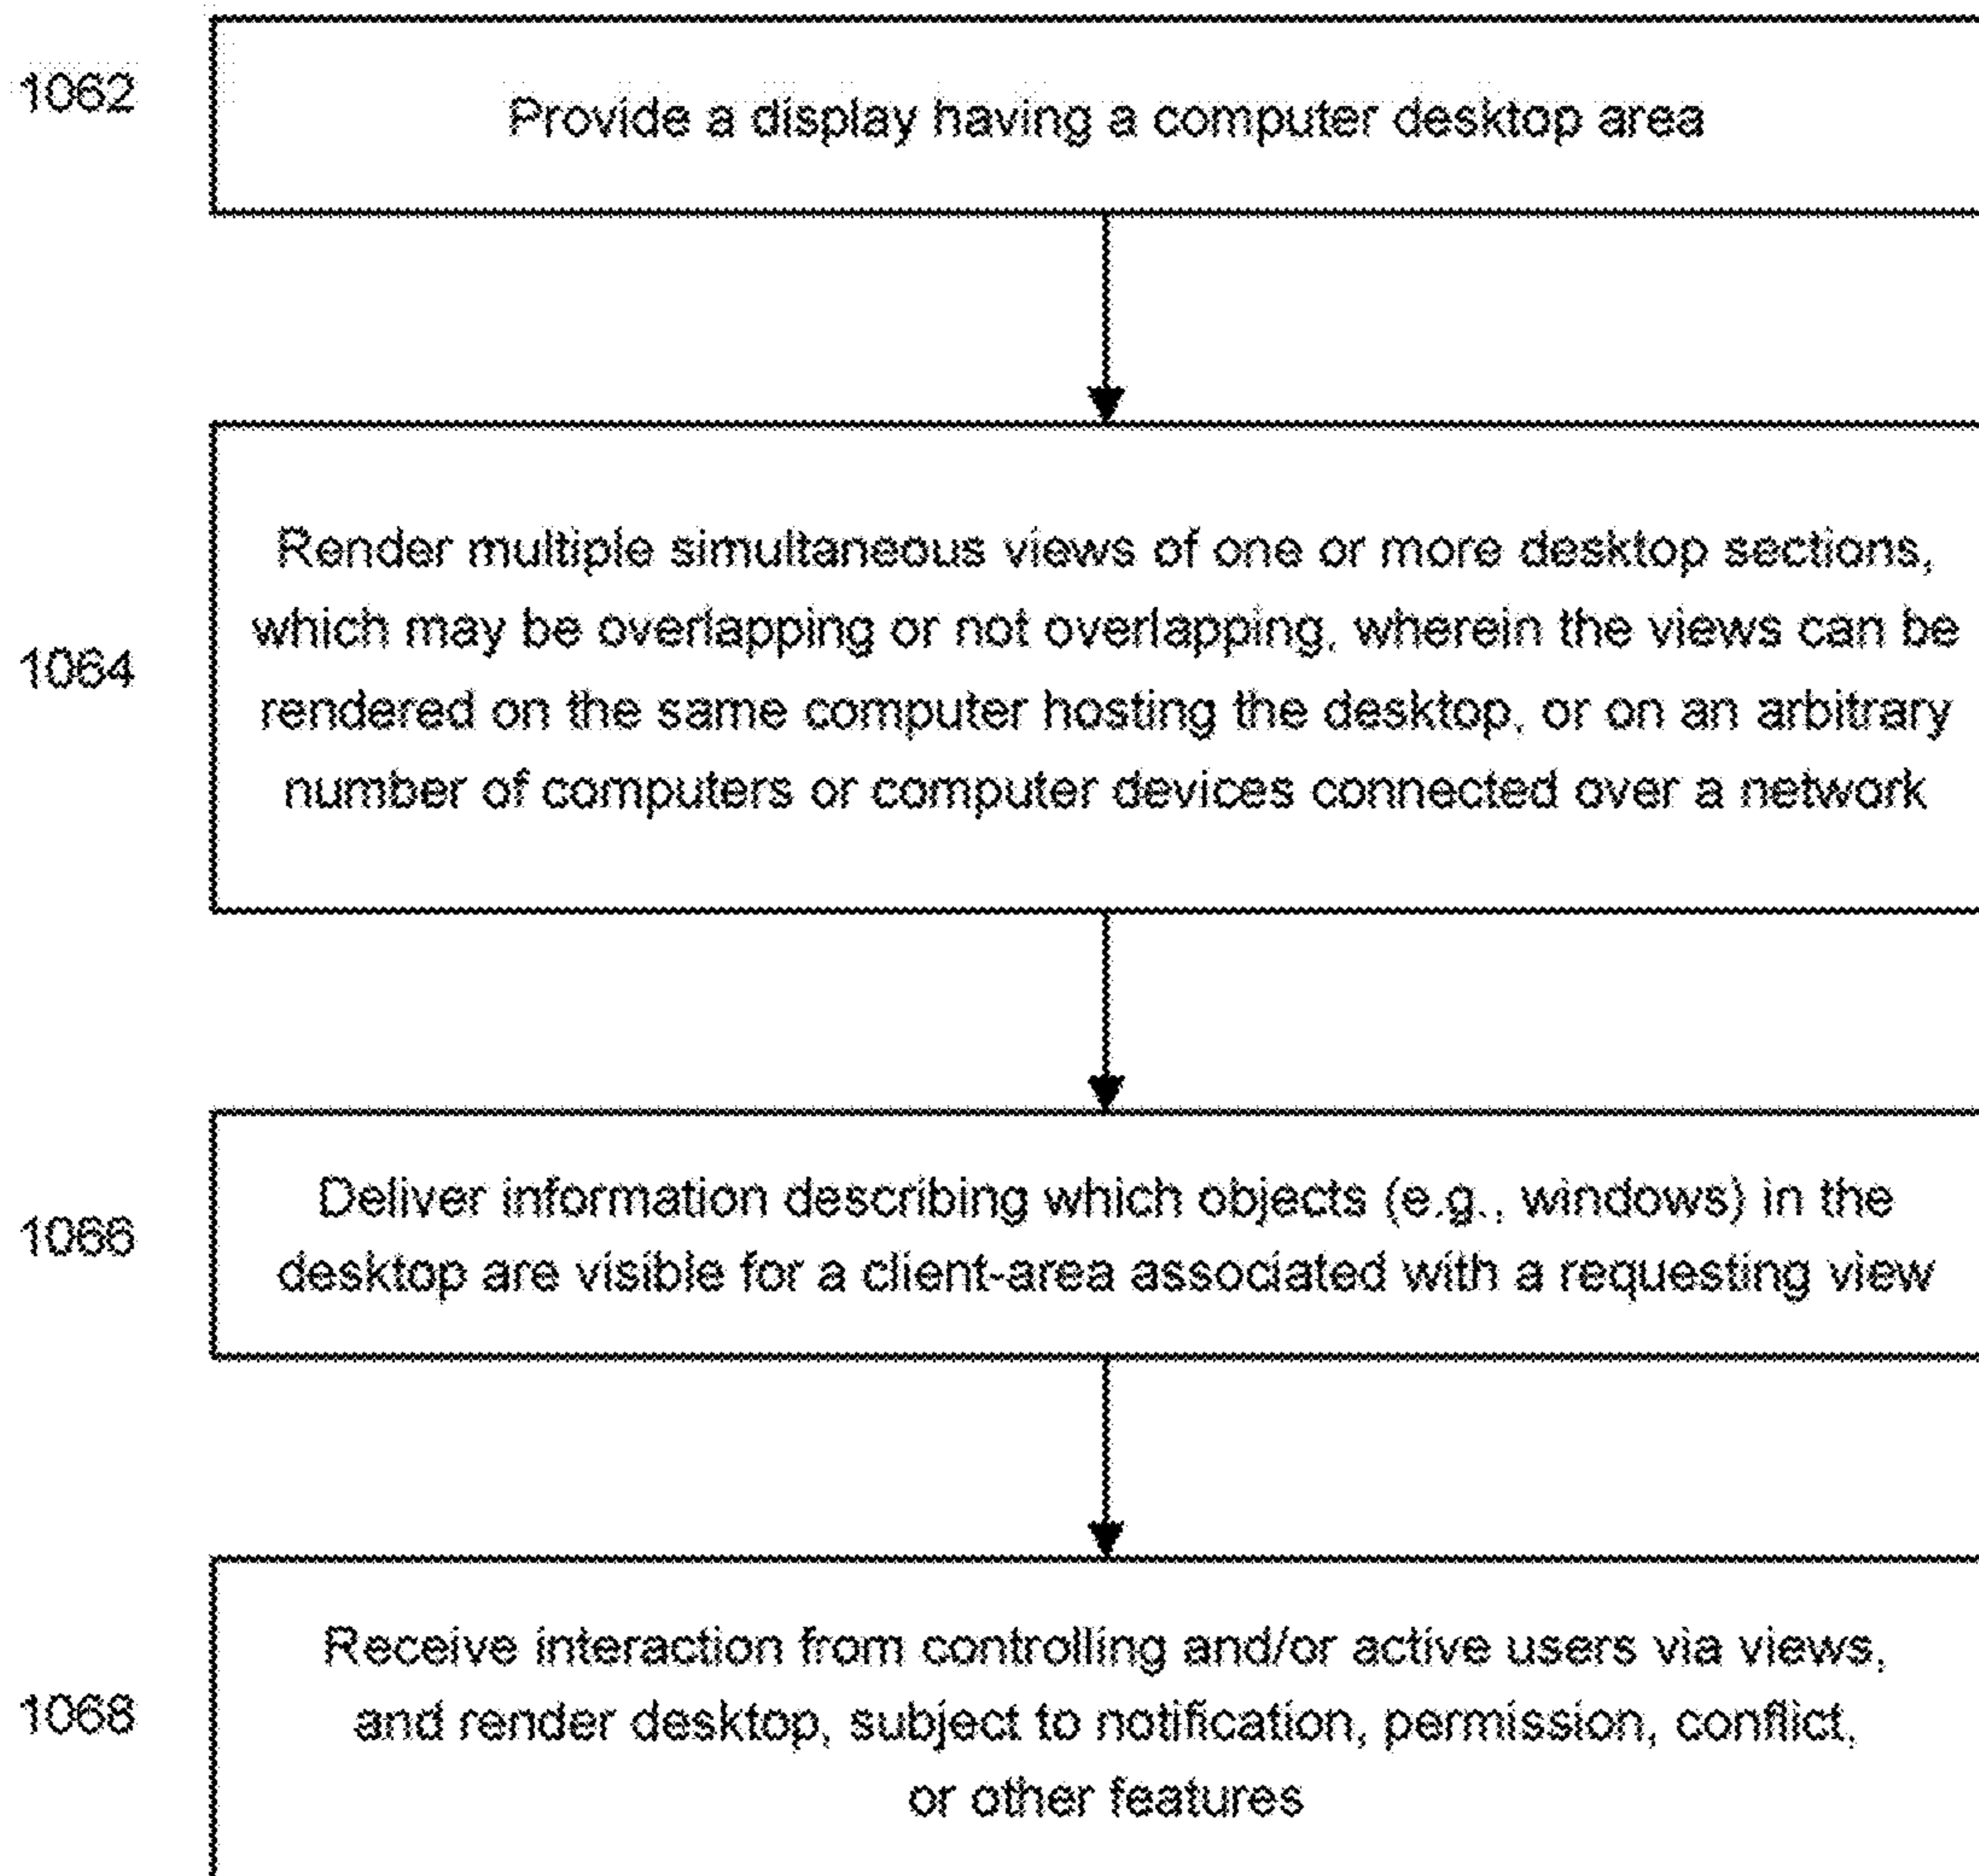 1062
Provide a display having a computer desktop area
Render multiple simultaneous views of one or more desktop sections,
which may be overlapping or not overlapping, wherein the views can be
1064
rendered on the same computer hosting the desktop, or on an arbitrary
number of computers or computer devices connected over a network
Deliver information describing which objects (e.g., windows) in the
1066
desktop are visible for a client-area associated with a requesting view
Receive interaction from controlling and/or active users via views,
1068
and render desktop, subject to notification, permission, conflict,
or other features